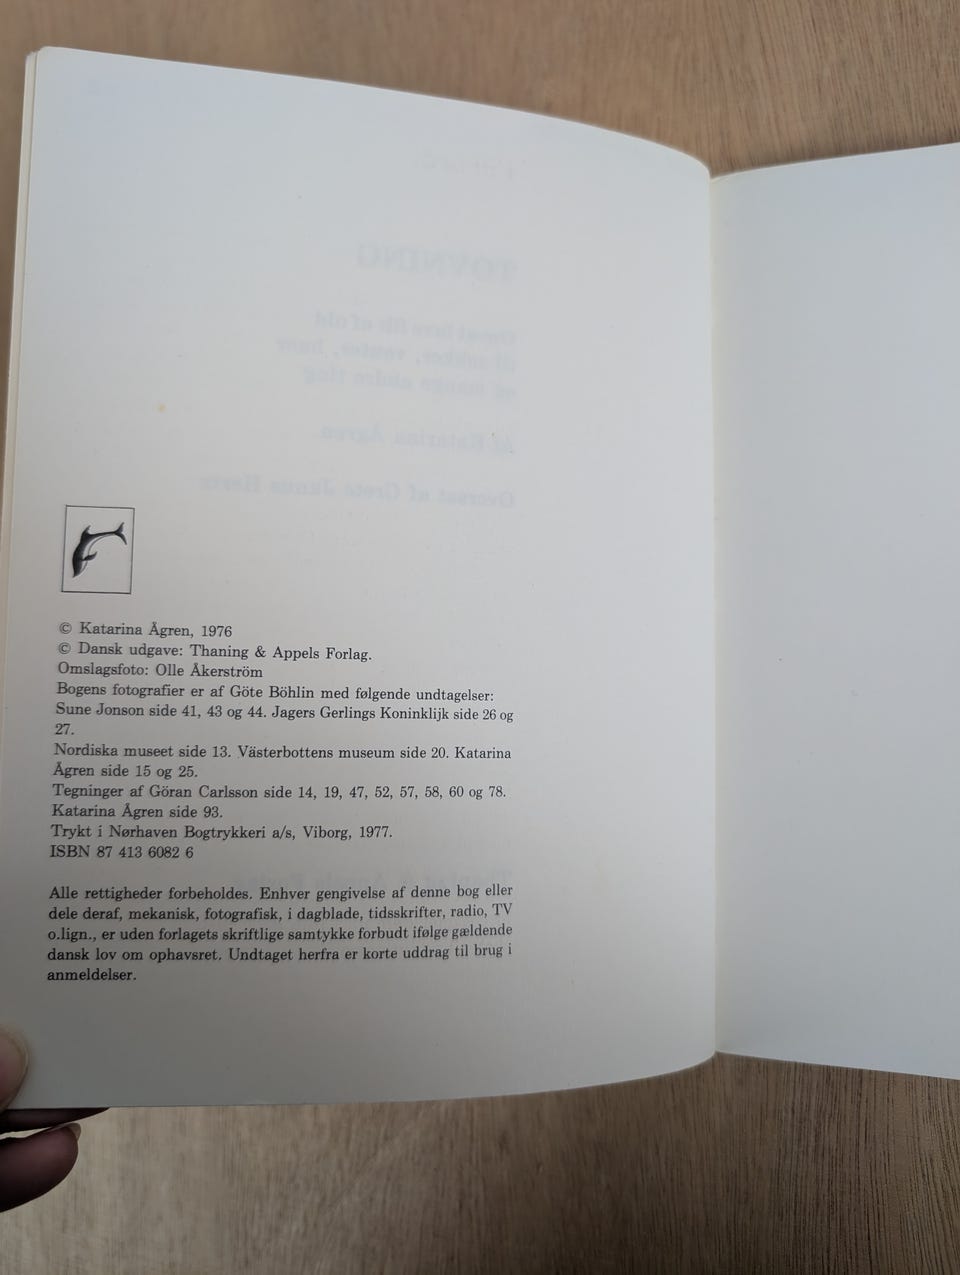 © Katarina Ågren, 1976
© Dansk udgave: Thaning & Appels Forlag.
Omslagsfoto: Olle Åkerström
Bogens fotografier er af Göte Böhlin med følgende undtagelser:
Sune Jonson side 41, 43 og 44. Jagers Gerlings Koninklijk side 26 og
27.
Nordiska museet side 13. Västerbottens museum side 20. Katarina
Ågren side 15 og 25.
Tegninger af Göran Carlsson side 14, 19, 47, 52, 57, 58, 60 og 78.
Katarina Ågren side 93.
Trykt i Nørhaven Bogtrykkeri a/s, Viborg, 1977.
ISBN 87 413 6082 6
Alle rettigheder forbeholdes. Enhver gengivelse af denne bog eller
dele deraf, mekanisk, fotografisk, i dagblade, tidsskrifter, radio, TV
o.lign., er uden forlagets skriftlige samtykke forbudt ifølge gældende
dansk lov om ophavsret. Undtaget herfra er korte uddrag til brug i
anmeldelser.